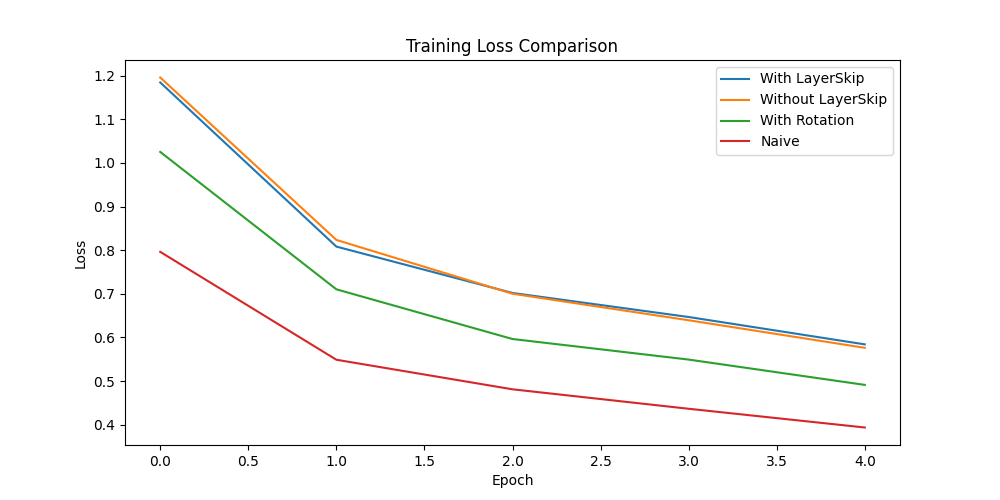 Training Loss Comparison
With LayerSkip
Without LayerSkip
With Rotation
Naive
Loss
1.2
1.1
1.0
0.9
0.8
0.7
0.6
0.5
0.4
0.0 0.5 1.0 1.5 2.0 2.5 3.0 3.5 4.0
Epoch